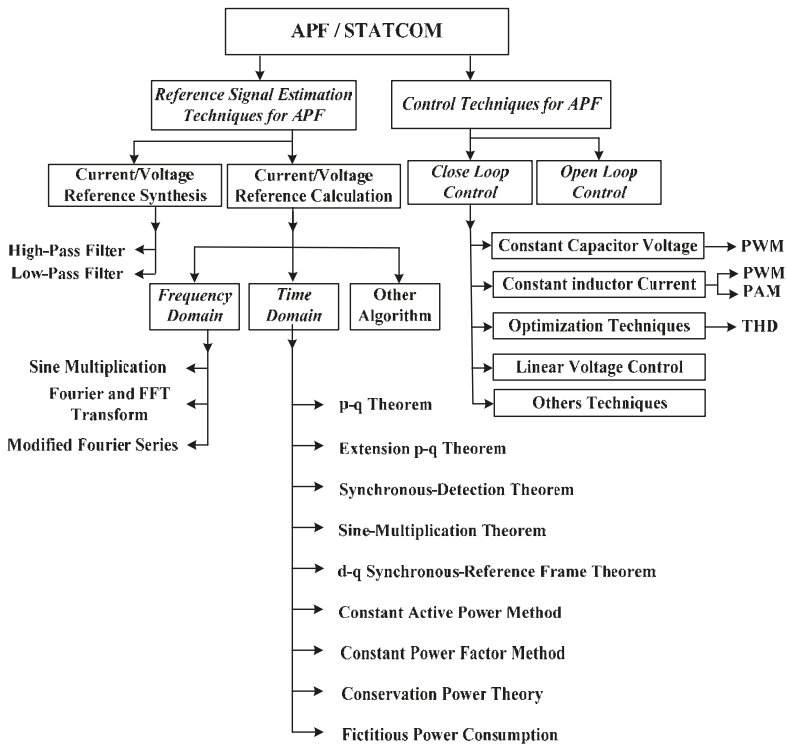 APF / STATCOM
Reference Signal Estimation
Techniques for APF
Control Techniques for APF
Current/Voltage
Reference Synthesis
Current/Voltage
Reference Calculation
Close Loop
Control
Open Loop
Control
High-Pass Filter
Low-Pass Filter
Frequency
Domain
Time
Domain
Other
Algorithm
Constant Capacitor Voltage
PWM
Constant inductor Current
PWM
PAM
Optimization Techniques
THD
Linear Voltage Control
Others Techniques
Sine Multiplication
Fourier and FFT
Transform
Modified Fourier Series
p-q Theorem
Extension p-q Theorem
Synchronous-Detection Theorem
Sine-Multiplication Theorem
d-q Synchronous-Reference Frame Theorem
Constant Active Power Method
Constant Power Factor Method
Conservation Power Theory
Fictitious Power Consumption